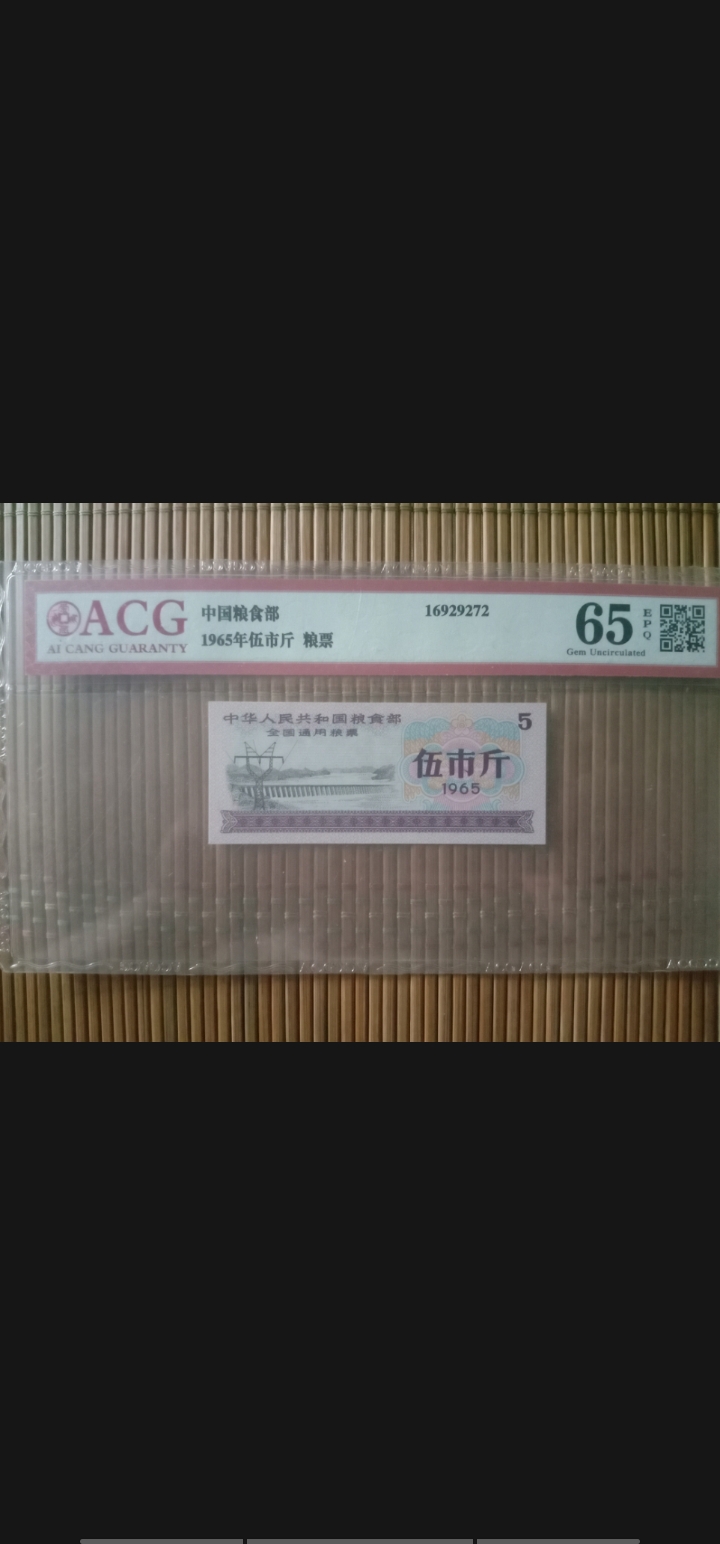 ACG
AI CANG GUARANTY
中国粮食部
1965年伍市斤 粮票
16929272
65
EPQ
Gem Uncirculated
中华人民共和国粮食部
全国通用粮票
5
伍市斤
1965